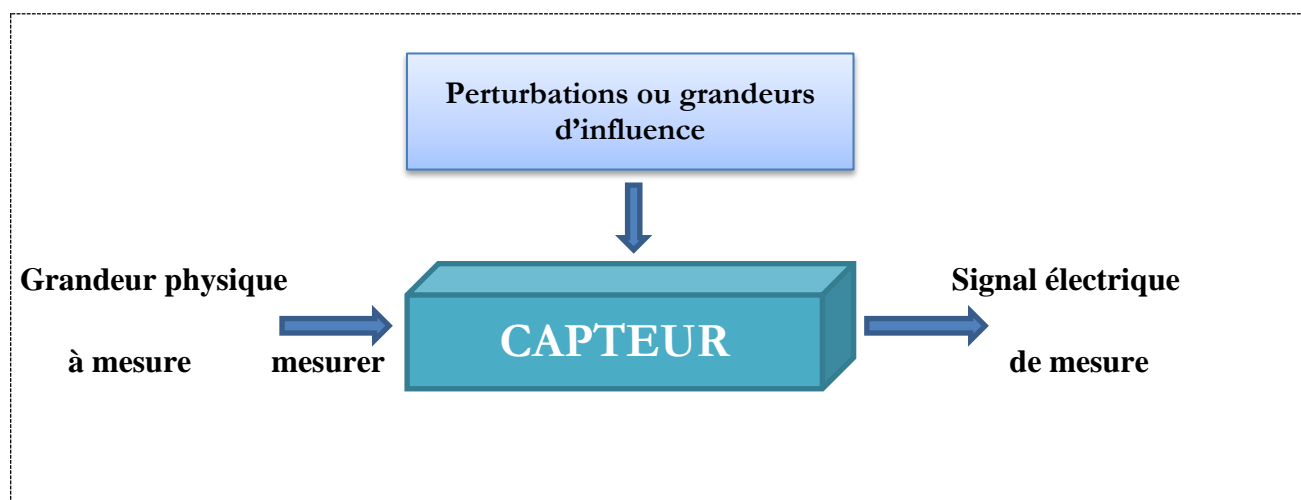 Perturbations ou grandeurs
d’influence
Grandeur physique
à mesure mesurer
CAPTEUR
Signal électrique
de mesure